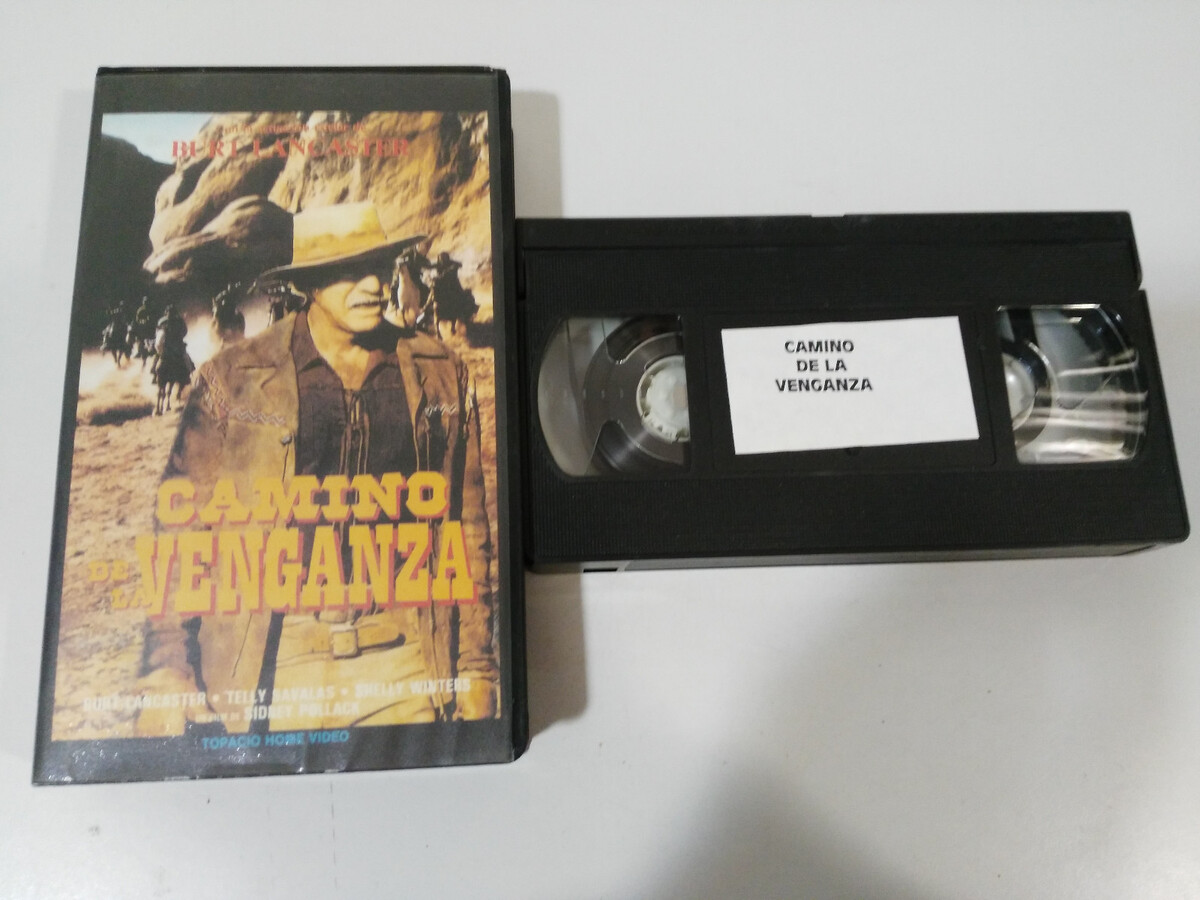 BURT LANCASTER
CAMINO
DE LA VENGANZA
BURT LANCASTER • TELLY SAVALAS • SHELLY WINTERS
SIDNEY POLLACK
TOPACIO HOME VIDEO
CAMINO
DE LA
VENGANZA